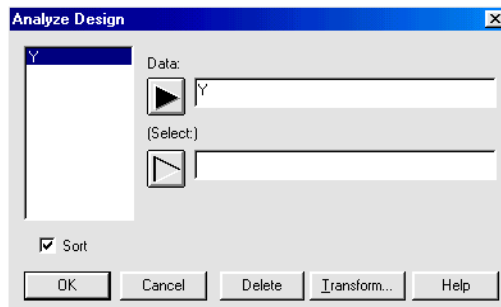 Analyze Design
Y
Data:
Y
(Select:)
Sort
OK
Cancel
Delete
Transform...
Help